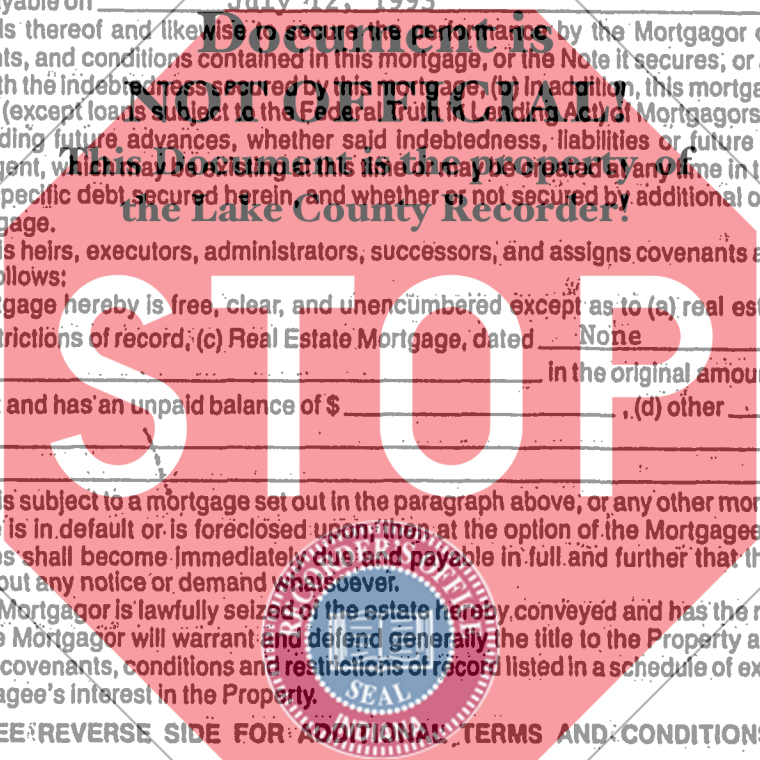 yable on July 12, 1993
ls thereof and likewise to secure the performance by the Mortgagor
Document is
nts, and conditions contained in this mortgage, or the Note it secures; or
th the indebtedness secured by this mortgage, (b) in addition, this mortga
NOT OFFICIAL!
(except loans subject to the Federal Truth in Lending Act) of Mortgagors
ding future advances, whether said indebtedness, liabilities or future
This Document is the property of
gent, which may be existing at this time or may be created at any time in t
the Lake County Recorder!
pecific debt secured herein, and whether or not secured by additional o
gage.
is heirs, executors, administrators, successors, and assigns covenants a
ollows:
gage hereby is free, clear, and unencumbered except as to (a) real est
trictions of record, (c) Real Estate Mortgage, dated None
in the original amou
STOP
and has an unpaid balance of $ , (d) other
is subject to a mortgage set out in the paragraph above, or any other mor
is in default or is foreclosed upon, then at the option of the Mortgagee
es shall become immediately due and payable in full and further that th
out any notice or demand whatsoever.
Mortgagor is lawfully seized of the estate hereby conveyed and has the r
e Mortgagor will warrant and defend generally the title to the Property a
covenants, conditions and restrictions of record listed in a schedule of ex
agee's interest in the Property.
RECORDER'S OFFICE
SEAL
EE REVERSE SIDE FOR ADDITIONAL TERMS AND CONDITIONS